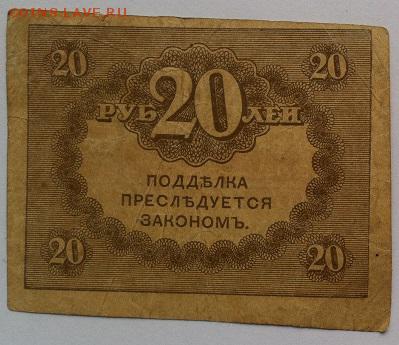 COINS.LAVE.RU
20 20
РУБ 20 ЛЕЙ
ПОДДѢЛКА
ПРЕСЛѢДУЕТСЯ
ЗАКОНОМЪ.
20 20